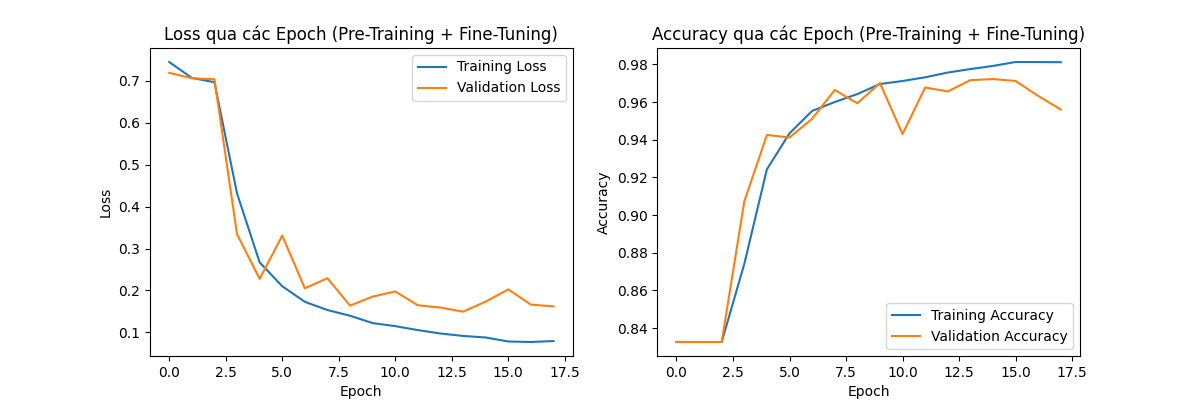 Loss qua các Epoch (Pre-Training + Fine-Tuning)
Training Loss
Validation Loss
0.7
0.6
0.5
0.4
0.3
0.2
0.1
Loss
0.0 2.5 5.0 7.5 10.0 12.5 15.0 17.5
Epoch
Accuracy qua các Epoch (Pre-Training + Fine-Tuning)
0.98
0.96
0.94
0.92
0.90
0.88
0.86
0.84
Accuracy
Training Accuracy
Validation Accuracy
0.0 2.5 5.0 7.5 10.0 12.5 15.0 17.5
Epoch